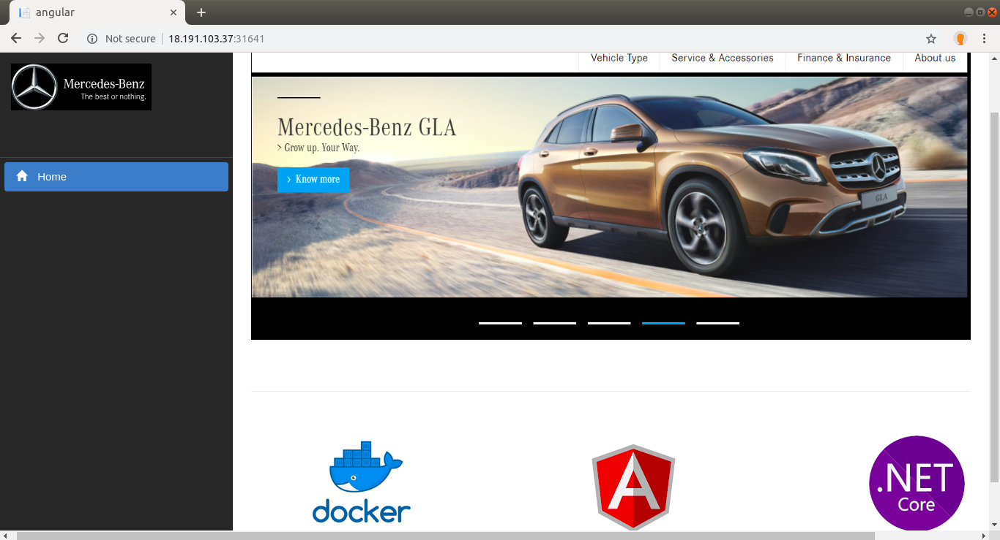 angular
Not secure 18.191.103.37:31641
Mercedes-Benz
The best or nothing.
Home
Vehicle Type Service & Accessories Finance & Insurance About us
Mercedes-Benz GLA
> Grow up. Your Way.
> Know more
GLA
docker
A
.NET
Core